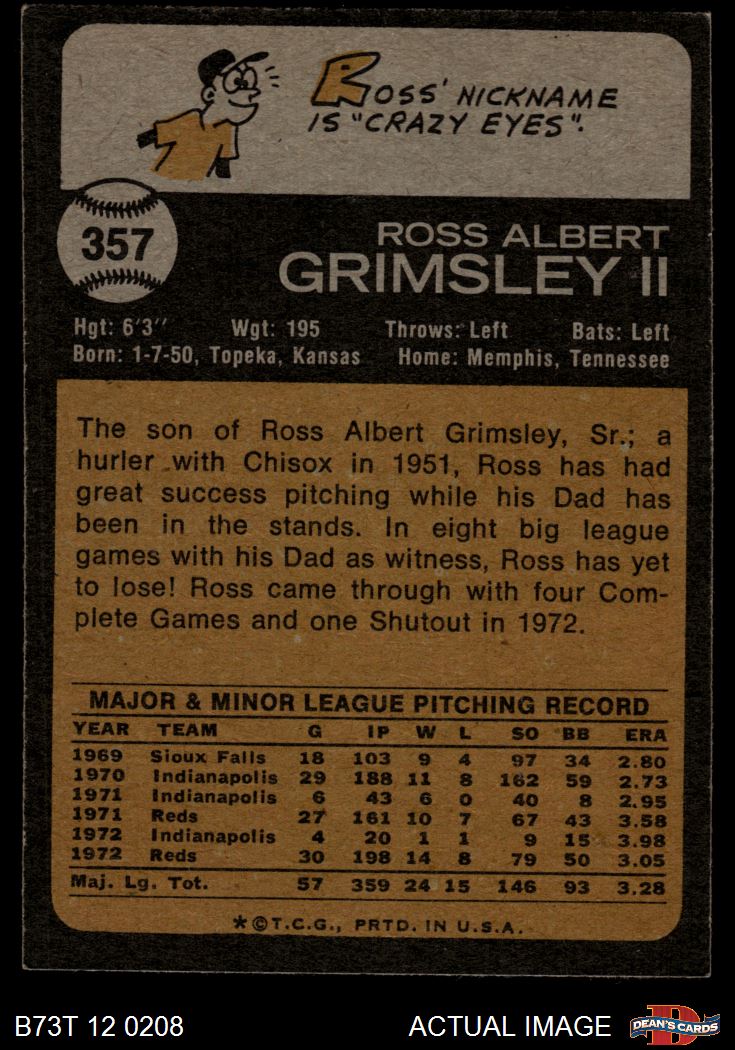 ROSS' NICKNAME
IS "CRAZY EYES".
357
ROSS ALBERT
GRIMSLEY II
Hgt: 6'3" Wgt: 195 Throws: Left Bats: Left
Born: 1-7-50, Topeka, Kansas Home: Memphis, Tennessee
The son of Ross Albert Grimsley, Sr.; a
hurler with Chisox in 1951, Ross has had
great success pitching while his Dad has
been in the stands. In eight big league
games with his Dad as witness, Ross has yet
to lose! Ross came through with four Com-
plete Games and one Shutout in 1972.
MAJOR & MINOR LEAGUE PITCHING RECORD
YEAR TEAM G IP W L SO BB ERA
1969 Sioux Falls 18 103 9 4 97 34 2.80
1970 Indianapolis 29 188 11 8 162 59 2.73
1971 Indianapolis 6 43 6 0 40 8 2.95
1971 Reds 27 161 10 7 67 43 3.58
1972 Indianapolis 4 20 1 1 9 15 3.98
1972 Reds 30 198 14 8 79 50 3.05
Maj. Lg. Tot. 57 359 24 15 146 93 3.28
*©T.C.G., PRTD. IN U.S.A.
B73T 12 0208 ACTUAL IMAGE D DEAN'S CARDS